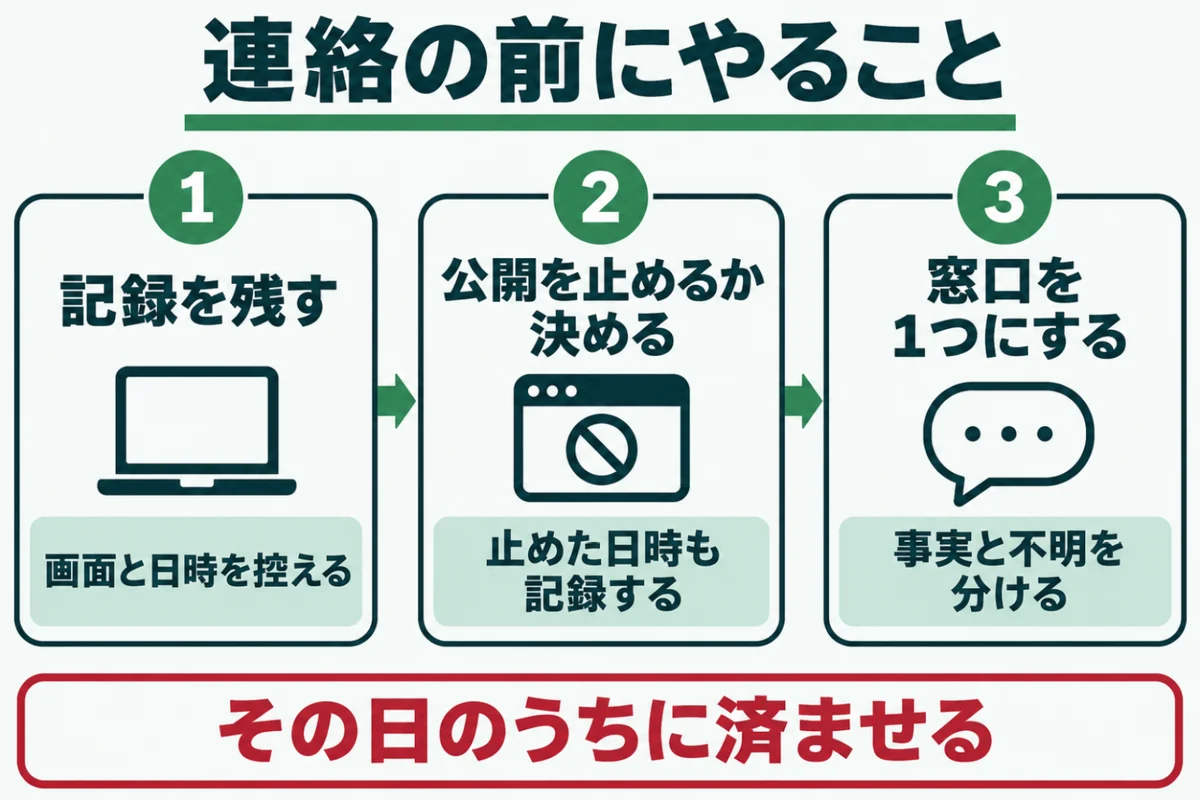 連絡の前にやること
1
記録を残す
画面と日時を控える
2
公開を止めるか
決める
止めた日時も
記録する
3
窓口を
1つにする
事実と不明を
分ける
その日のうちに済ませる